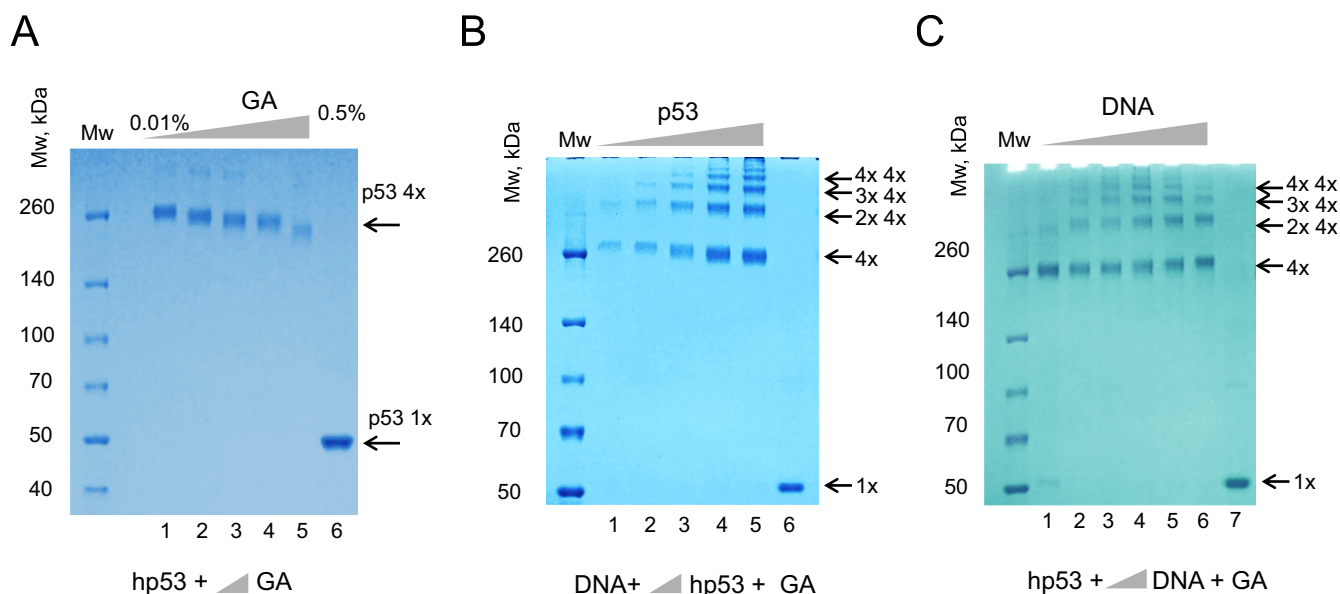 A
Mw, kDa
Mw
0.01%
GA
0.5%
260
140
100
70
50
40
p53 4x
p53 1x
1 2 3 4 5 6
hp53 + GA
B
Mw, kDa
Mw
p53
260
140
100
70
50
4x 4x
3x 4x
2x 4x
4x
1x
1 2 3 4 5 6
DNA+ hp53 + GA
C
Mw, kDa
Mw
DNA
260
140
100
70
50
4x 4x
3x 4x
2x 4x
4x
1x
1 2 3 4 5 6 7
hp53 + DNA + GA